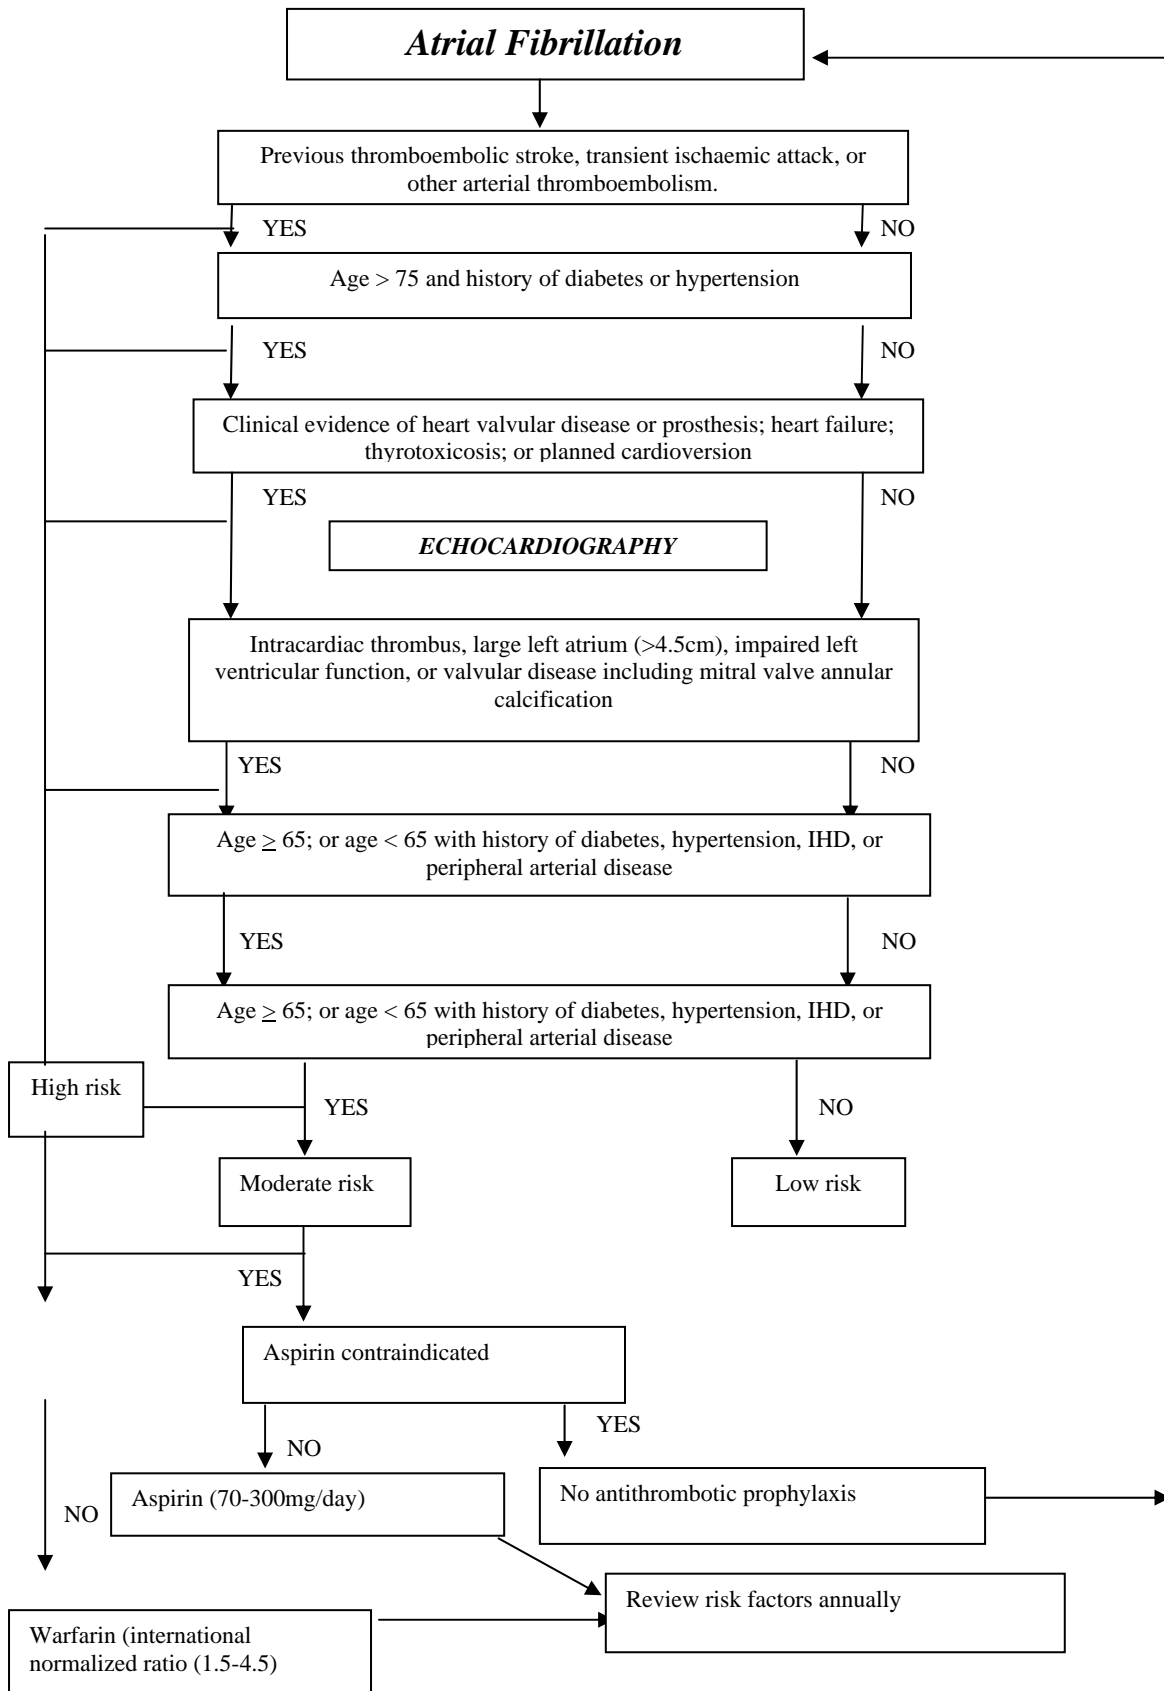 Atrial Fibrillation
Previous thromboembolic stroke, transient ischaemic attack, or
other arterial thromboembolism.
YES
NO
Age > 75 and history of diabetes or hypertension
YES
NO
Clinical evidence of heart valvular disease or prosthesis; heart failure;
thyrotoxicosis; or planned cardioversion
YES
NO
ECHOCARDIOGRAPHY
Intracardiac thrombus, large left atrium (>4.5cm), impaired left
ventricular function, or valvular disease including mitral valve annular
calcification
YES
NO
Age ≥ 65; or age < 65 with history of diabetes, hypertension, IHD, or
peripheral arterial disease
YES
NO
Age ≥ 65; or age < 65 with history of diabetes, hypertension, IHD, or
peripheral arterial disease
High risk
YES
NO
Moderate risk
Low risk
YES
Aspirin contraindicated
YES
NO
Aspirin (70-300mg/day)
No antithrombotic prophylaxis
NO
Review risk factors annually
Warfarin (international
normalized ratio (1.5-4.5)